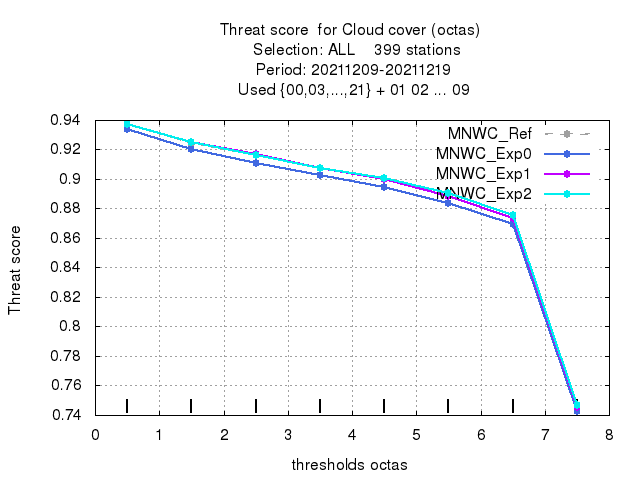 Threat score  for Cloud cover (octas)
Selection: ALL    399 stations
Period: 20211209-20211219
Used {00,03,...,21} + 01 02 ... 09
MNWC_Ref
MNWC_Exp0
MNWC_Exp1
MNWC_Exp2
0.94
0.92
0.9
0.88
0.86
0.84
0.82
0.8
0.78
0.76
0.74
Threat score
0 1 2 3 4 5 6 7 8
thresholds octas